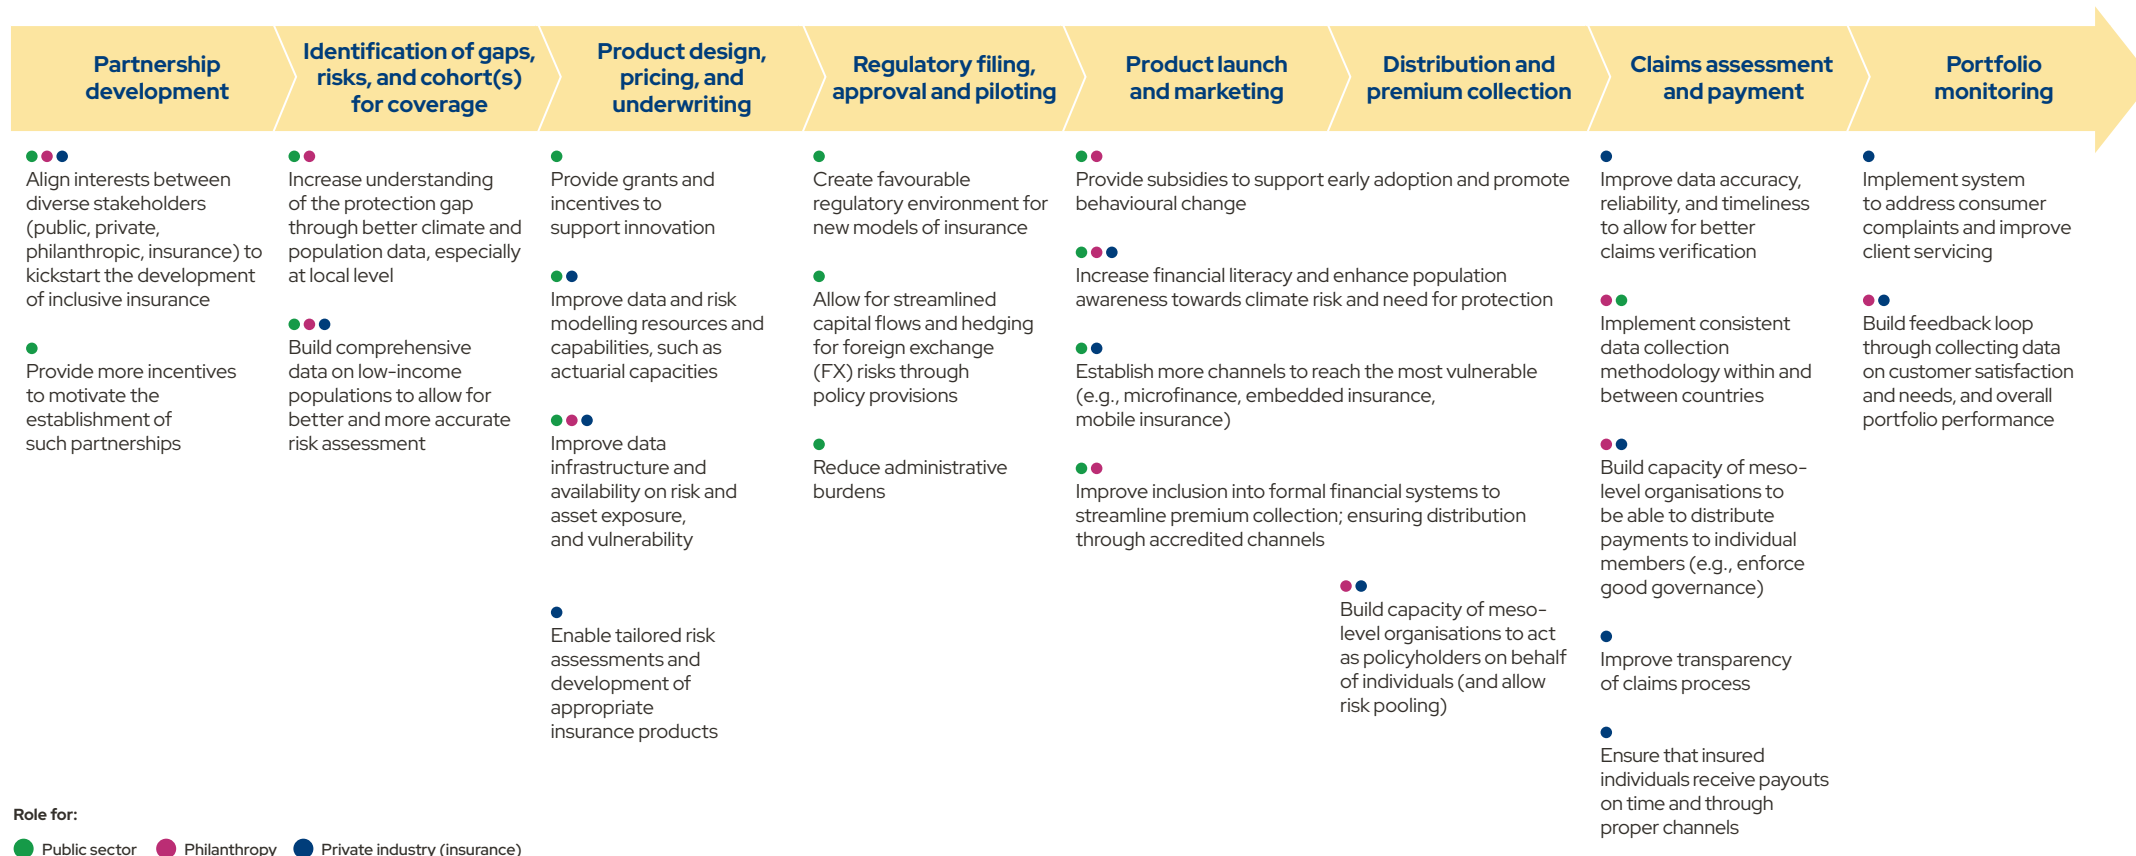 Partnership
development
Identification of gaps,
risks, and cohort(s)
for coverage
Product design,
pricing, and
underwriting
Regulatory filing,
approval and piloting
Product launch
and marketing
Distribution and
premium collection
Claims assessment
and payment
Portfolio
monitoring
Align interests between
diverse stakeholders
(public, private,
philanthropic, insurance) to
kickstart the development
of inclusive insurance
Provide more incentives
to motivate the
establishment of
such partnerships
Increase understanding
of the protection gap
through better climate and
population data, especially
at local level
Build comprehensive
data on low-income
populations to allow for
better and more accurate
risk assessment
Provide grants and
incentives to
support innovation
Improve data and risk
modelling resources and
capabilities, such as
actuarial capacities
Improve data
infrastructure and
availability on risk and
asset exposure,
and vulnerability
Enable tailored risk
assessments and
development of
appropriate
insurance products
Create favourable
regulatory environment for
new models of insurance
Allow for streamlined
capital flows and hedging
for foreign exchange
(FX) risks through
policy provisions
Reduce administrative
burdens
Provide subsidies to support early adoption and promote
behavioural change
Increase financial literacy and enhance population
awareness towards climate risk and need for protection
Establish more channels to reach the most vulnerable
(e.g., microfinance, embedded insurance,
mobile insurance)
Improve inclusion into formal financial systems to
streamline premium collection; ensuring distribution
through accredited channels
Build capacity of meso-
level organisations to act
as policyholders on behalf
of individuals (and allow
risk pooling)
Improve data accuracy,
reliability, and timeliness
to allow for better
claims verification
Implement consistent
data collection
methodology within and
between countries
Build capacity of meso-
level organisations to
be able to distribute
payments to individual
members (e.g., enforce
good governance)
Improve transparency
of claims process
Ensure that insured
individuals receive payouts
on time and through
proper channels
Implement system
to address consumer
complaints and improve
client servicing
Build feedback loop
through collecting data
on customer satisfaction
and needs, and overall
portfolio performance
Role for:
Public sector
Philanthropy
Private industry (insurance)